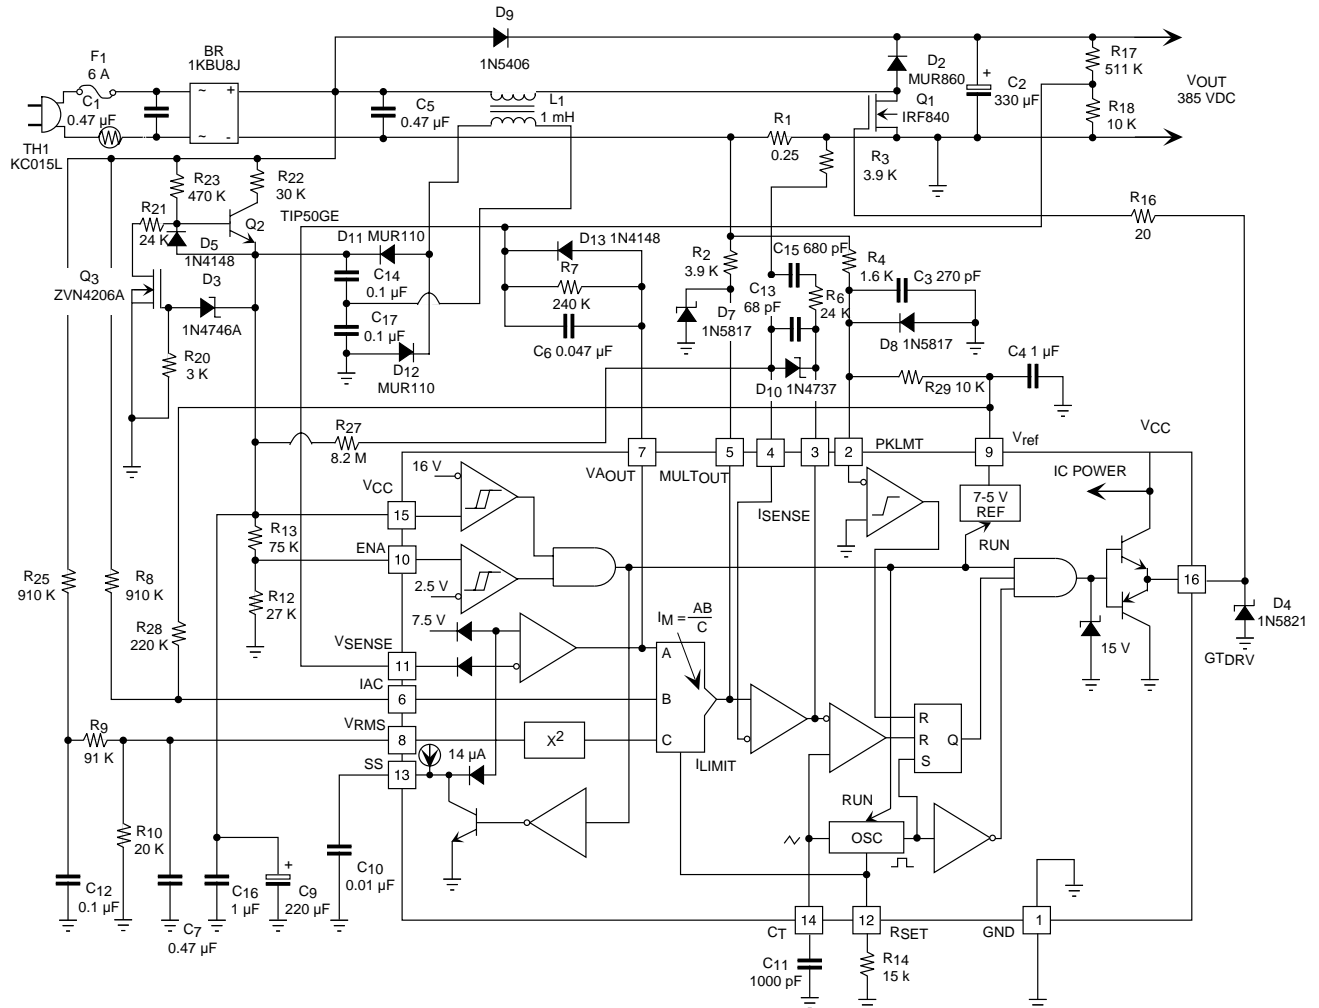 D9
1N5406
F1
6 A
BR
1KBU8J
C1
0.47 µF
TH1
KC015L
~
+
~
-
C5
0.47 µF
L1
1 mH
D2
MUR860
Q1
IRF840
+
C2
330 µF
R17
511 K
R18
10 K
VOUT
385 VDC
R1
0.25
R3
3.9 K
R23
470 K
R22
30 K
R21
24 K
Q2
TIP50GE
D5
1N4148
D11 MUR110
D13 1N4148
R7
240 K
C6 0.047 µF
R2
3.9 K
C15 680 pF
R4
1.6 K
C3 270 pF
R16
20
Q3
ZVN4206A
D3
1N4746A
C14
0.1 µF
C17
0.1 µF
D12
MUR110
D7
1N5817
C13
68 pF
R6
24 K
D8 1N5817
D10 1N4737
C4 1 µF
R29 10 K
R20
3 K
R27
8.2 M
7
VAOUT
5
MULTOUT
4
ISENSE
3
2
PKLMT
9
Vref
VCC
IC POWER
7-5 V
REF
RUN
16 V
VCC
15
R13
75 K
ENA
10
2.5 V
R12
27 K
R25
910 K
R8
910 K
R28
220 K
7.5 V
VSENSE
11
IAC
6
IM = AB
C
A
B
C
ILIMIT
16
D4
1N5821
GTDRV
15 V
R9
91 K
VRMS
8
X2
SS
13
14 µA
R
R
S
Q
RUN
OSC
R10
20 K
C12
0.1 µF
C7
0.47 µF
C16
1 µF
+
C9
220 µF
C10
0.01 µF
CT
14
12
RSET
GND
1
C11
1000 pF
R14
15 k